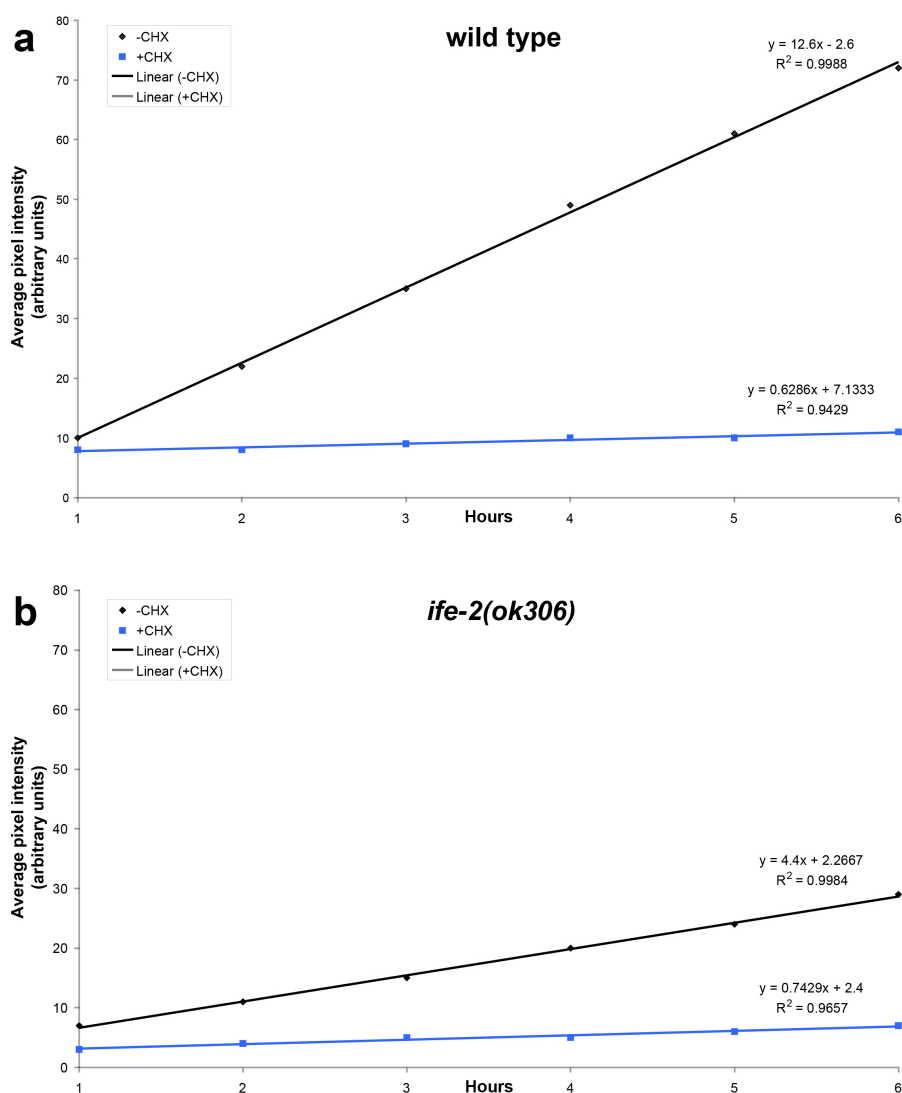 a
wild type
-CHX
+CHX
Linear (-CHX)
Linear (+CHX)
y = 12.6x - 2.6
R2 = 0.9988
y = 0.6286x + 7.1333
R2 = 0.9429
Average pixel intensity
(arbitrary units)
80
70
60
50
40
30
20
10
0
1 2 3 4 5 6
Hours
b
ife-2(ok306)
-CHX
+CHX
Linear (-CHX)
Linear (+CHX)
y = 4.4x + 2.2667
R2 = 0.9984
y = 0.7429x + 2.4
R2 = 0.9657
Average pixel intensity
(arbitrary units)
80
70
60
50
40
30
20
10
0
1 2 3 4 5 6
Hours